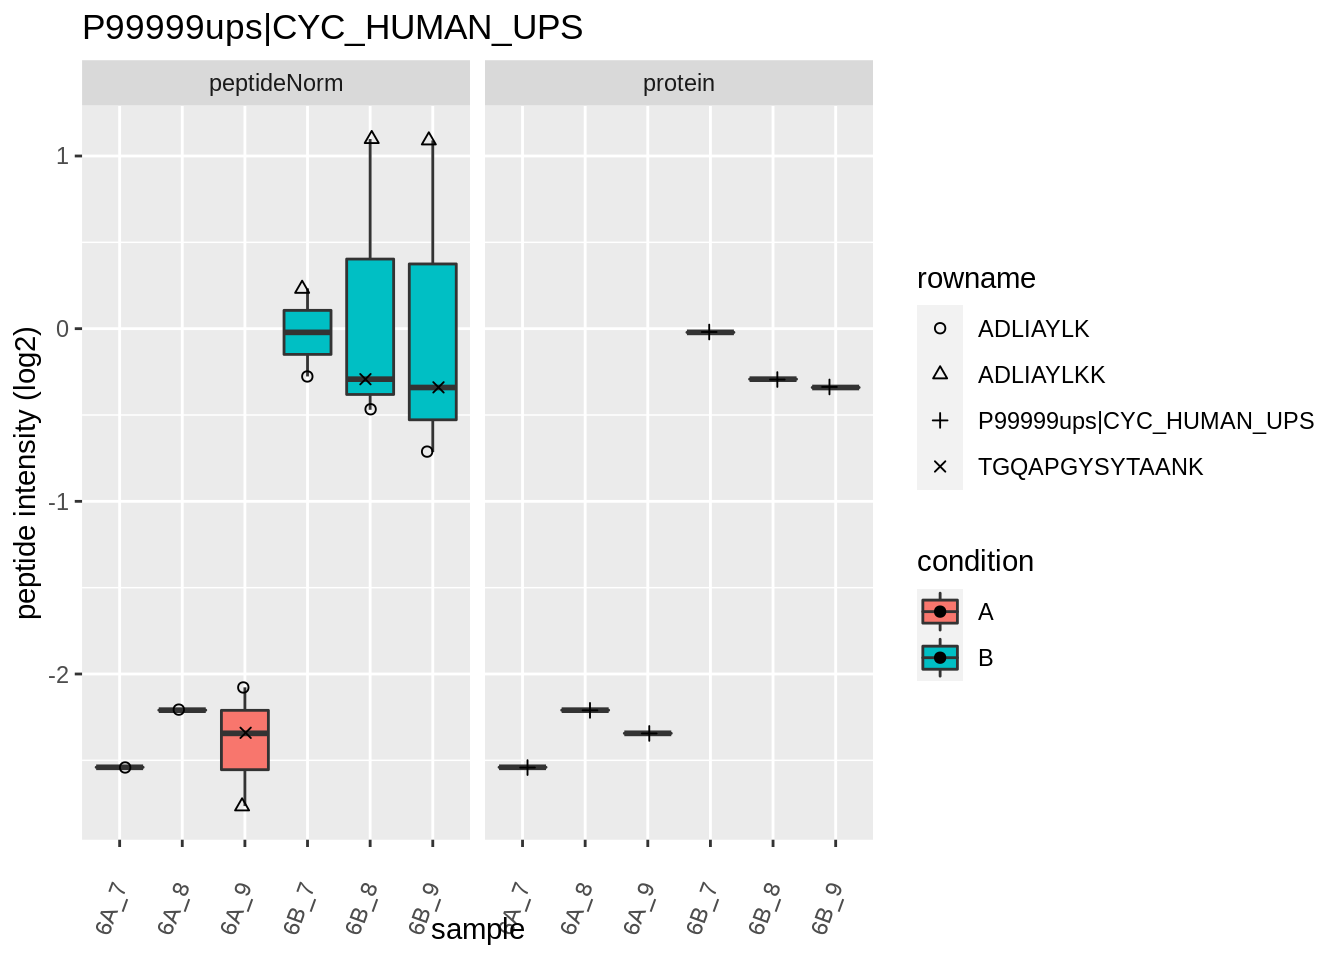 P99999ups|CYC_HUMAN_UPS
peptideNorm
protein
peptide intensity (log2)
1
0
-1
-2
6A_7
6A_8
6A_9
6B_7
6B_8
6B_9
6A_7
6A_8
6A_9
6B_7
6B_8
6B_9
sample
rowname
ADLIAYLK
ADLIAYLKK
P99999ups|CYC_HUMAN_UPS
TGQAPGYSYTAANK
condition
A
B